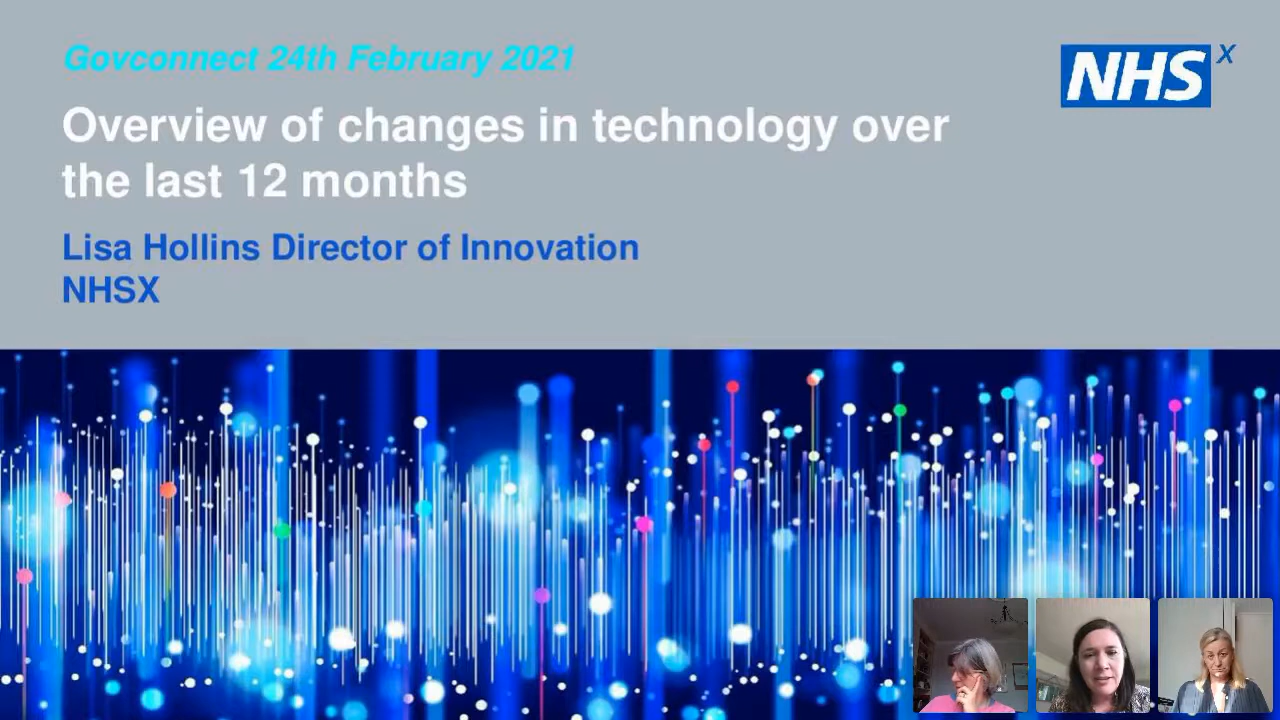 Govconnect 24th February 2021
NHS X
Overview of changes in technology over
the last 12 months
Lisa Hollins Director of Innovation
NHSX